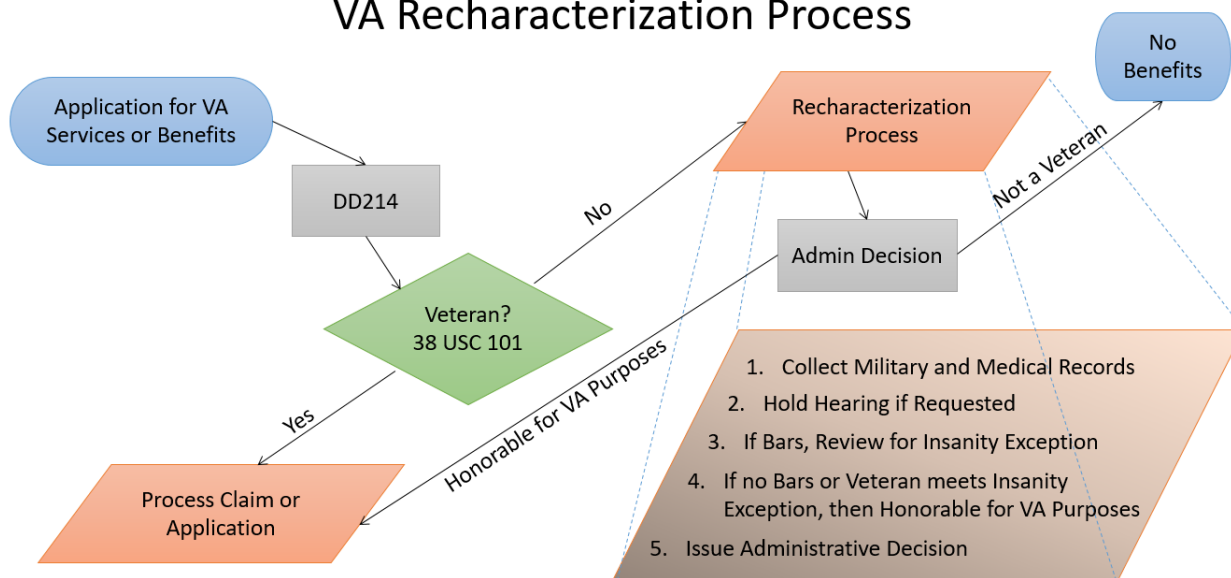 VA Recharacterization Process
No
Benefits
Application for VA
Services or Benefits
Recharacterization
Process
DD214
No
Not a Veteran
Admin Decision
Veteran?
38 USC 101
Yes
Honorable for VA Purposes
Process Claim or
Application
1. Collect Military and Medical Records
2. Hold Hearing if Requested
3. If Bars, Review for Insanity Exception
4. If no Bars or Veteran meets Insanity
Exception, then Honorable for VA Purposes
5. Issue Administrative Decision